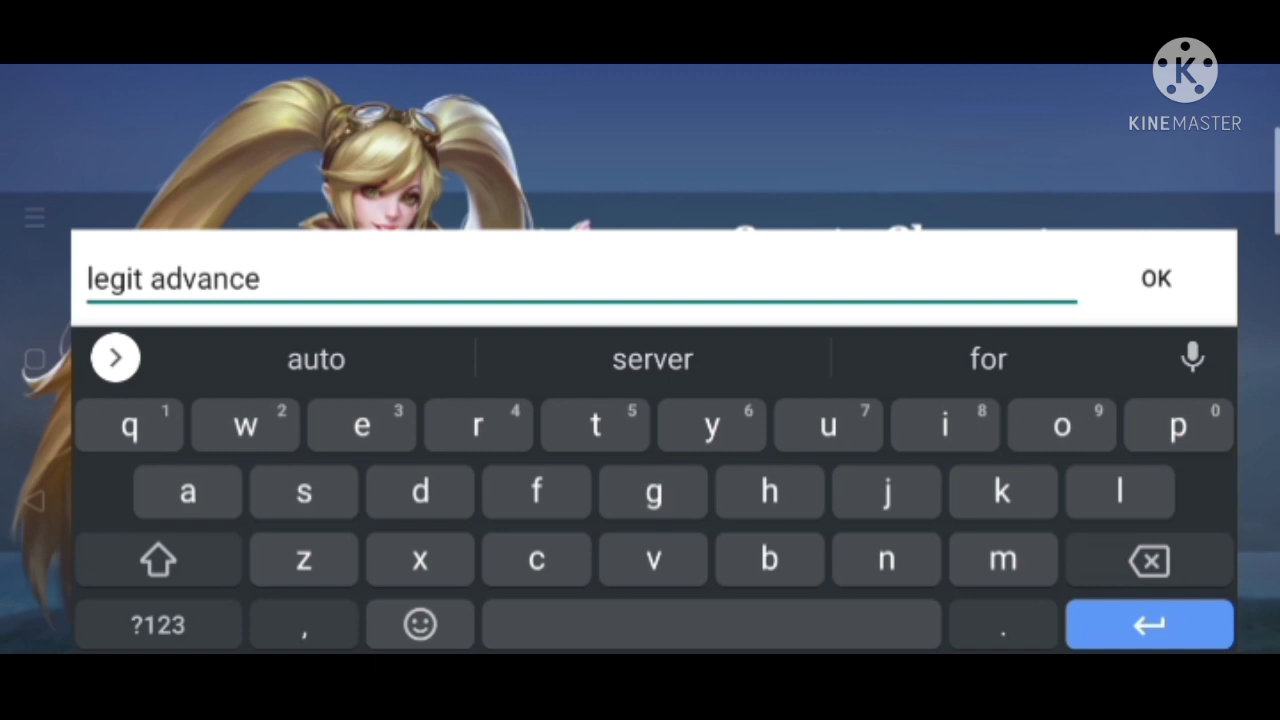 KINEMASTER
legit advance
OK
auto server for
q 1 w 2 e 3 r 4 t 5 y 6 u 7 i 8 o 9 p 0
a s d f g h j k l
z x c v b n m
?123 , .